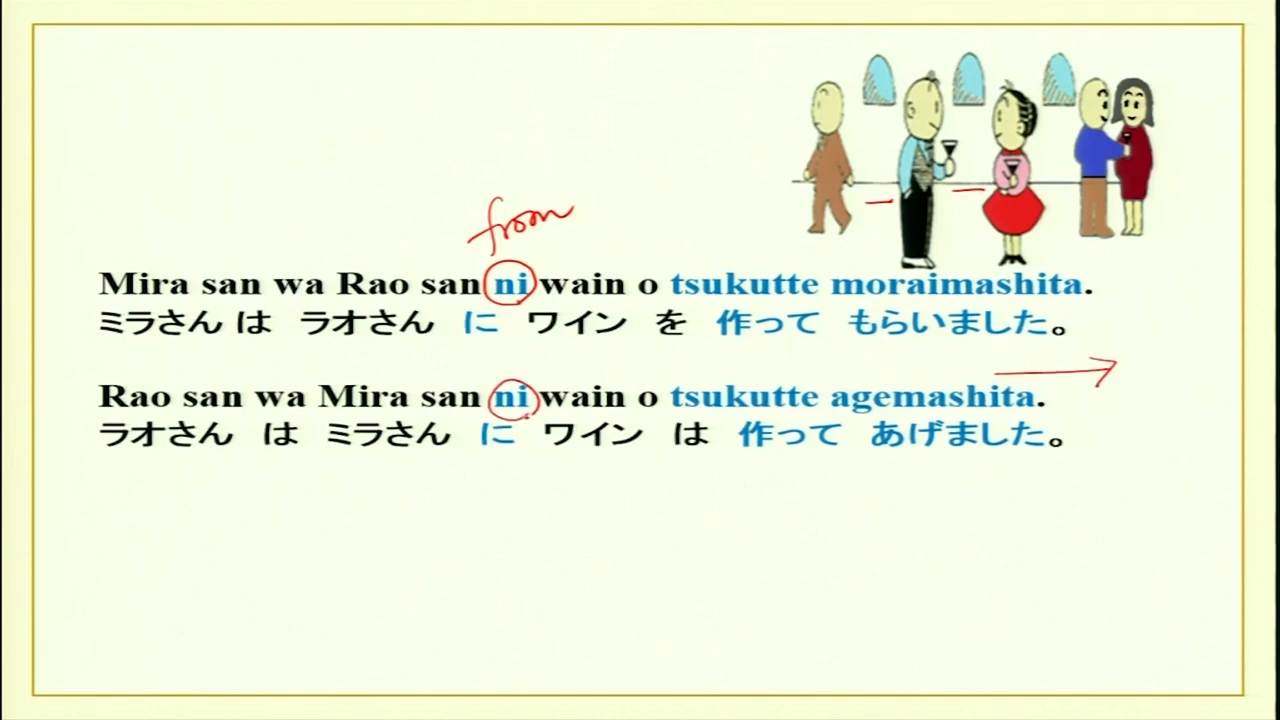 from
Mira san wa Rao san ni wain o tsukutte moraimashita.
ミラさん は ラオさん に ワイン を 作って もらいました。
Rao san wa Mira san ni wain o tsukutte agemashita.
ラオさん は ミラさん に ワイン は 作って あげました。